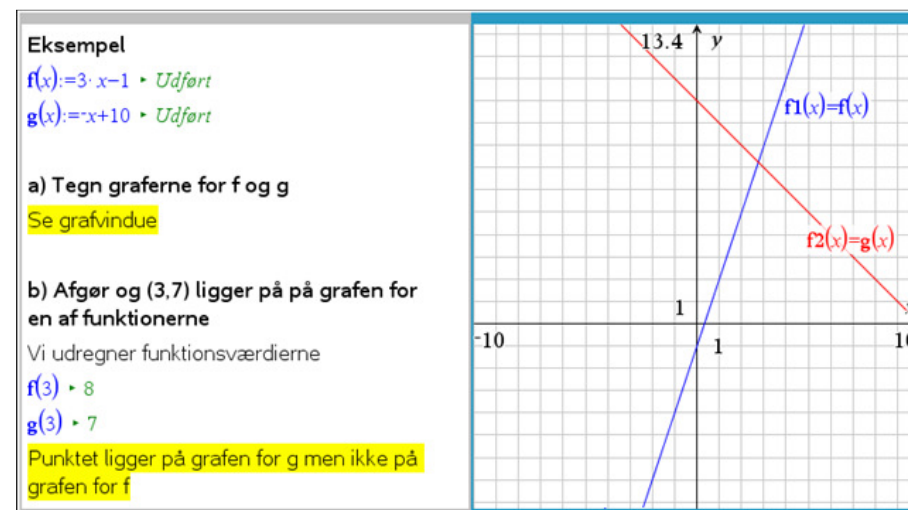 Eksempel
f(x):=3· x−1 ▸ Udført
g(x):=⁻x+10 ▸ Udført
a) Tegn graferne for f og g
Se grafvindue
b) Afgør og (3,7) ligger på på grafen for
en af funktionerne
Vi udregner funktionsværdierne
f(3) ▸ 8
g(3) ▸ 7
Punktet ligger på grafen for g men ikke på
grafen for f
13.4 y
f1(x)=f(x)
f2(x)=g(x)
1
-10
1